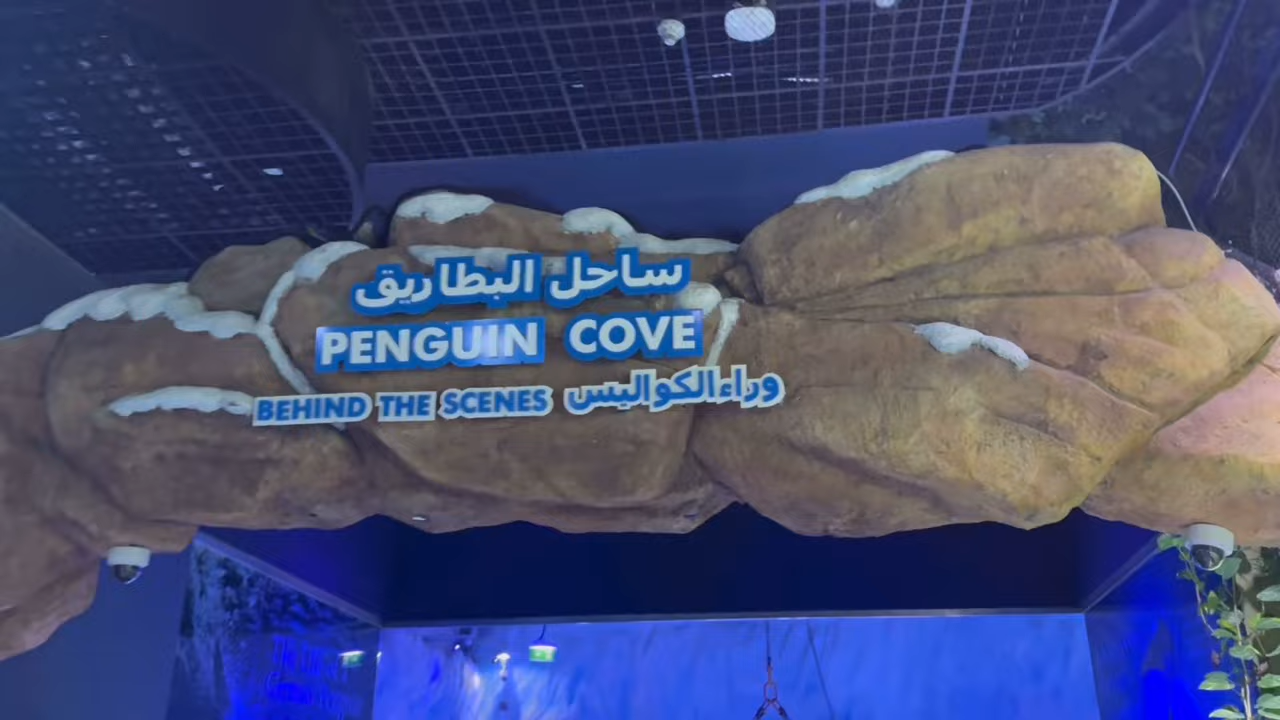 ساحل البطاريق
PENGUIN COVE
BEHIND THE SCENES وراء الكواليس